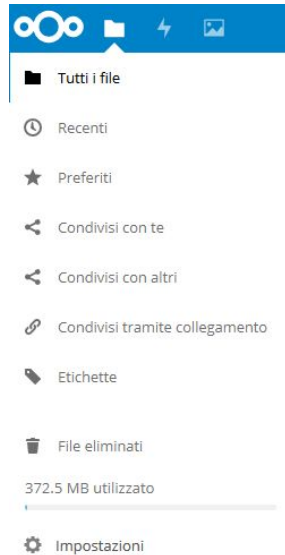 Tutti i file
Recenti
Preferiti
Condivisi con te
Condivisi con altri
Condivisi tramite collegamento
Etichette
File eliminati
372.5 MB utilizzato
Impostazioni